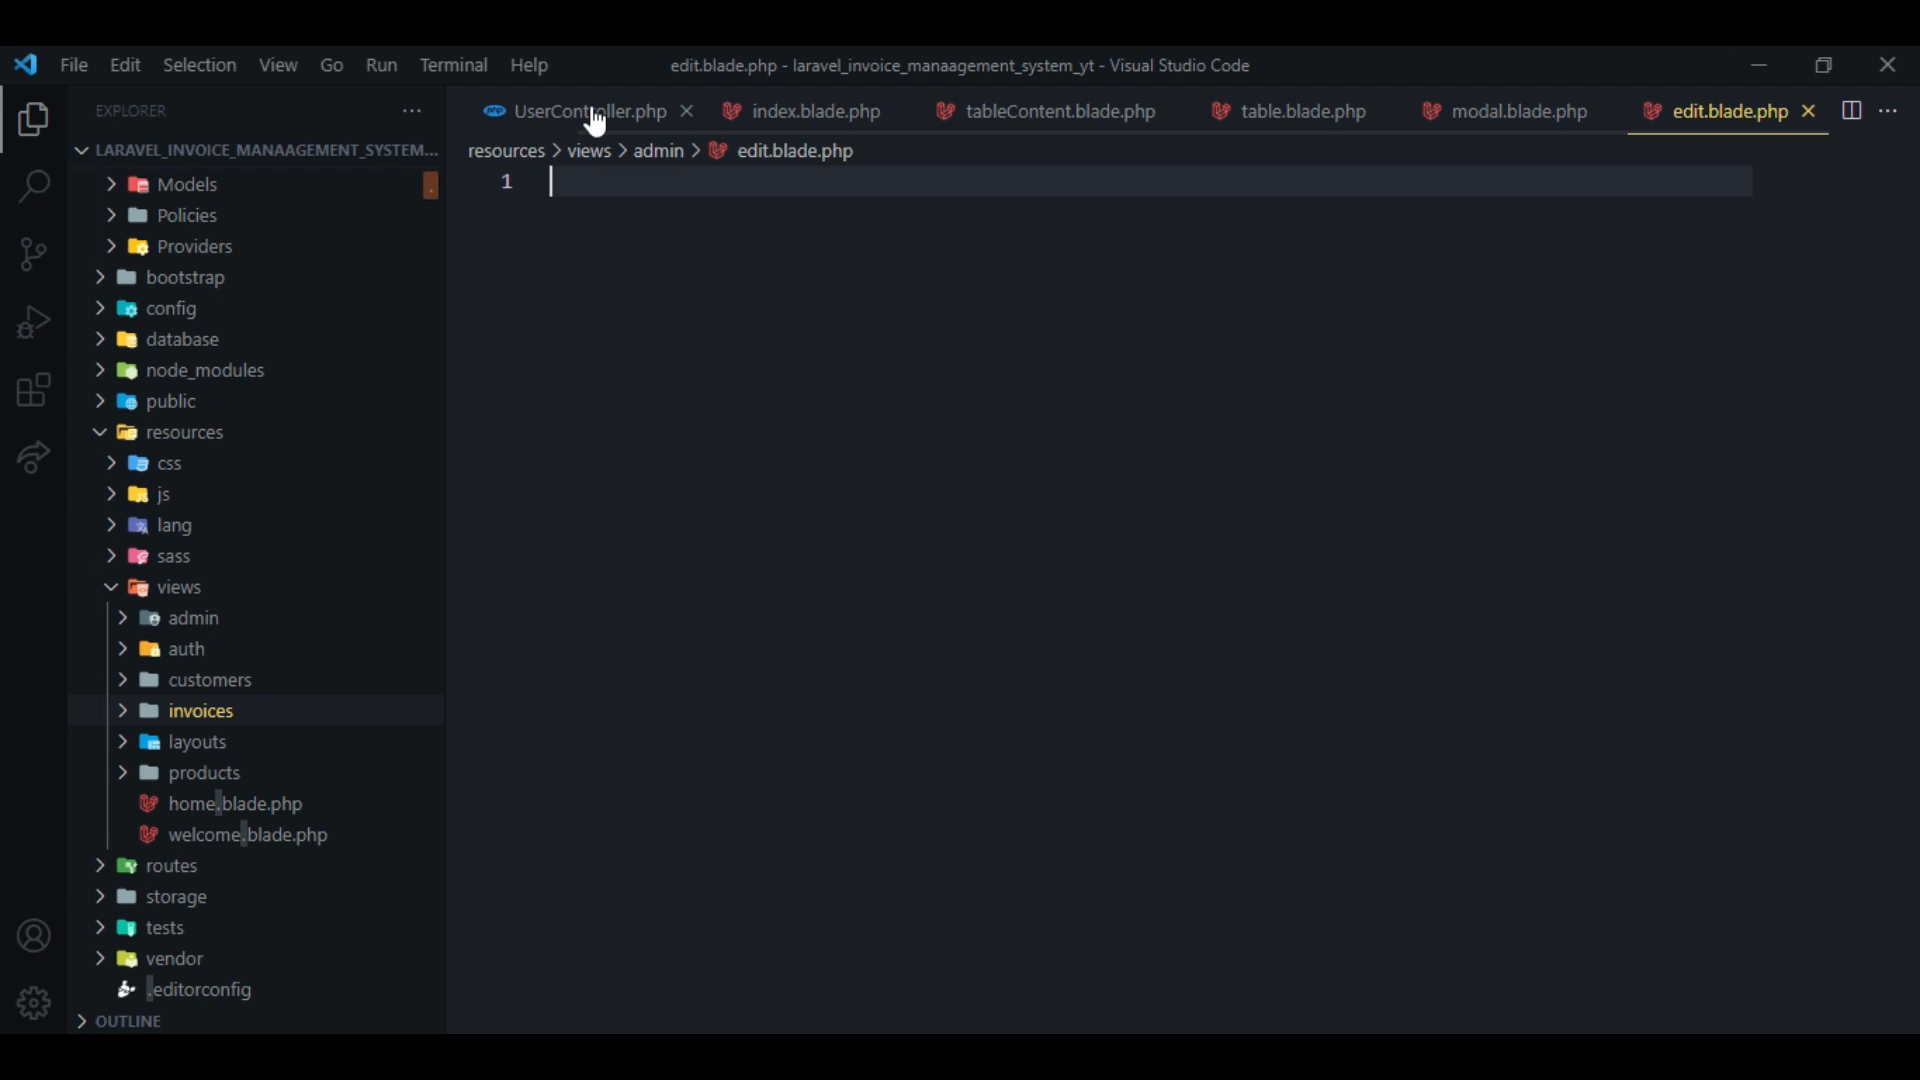 File Edit Selection View Go Run Terminal Help
edit.blade.php - laravel_invoice_manaagement_system_yt - Visual Studio Code
EXPLORER
UserController.php
index.blade.php
tableContent.blade.php
table.blade.php
modal.blade.php
edit.blade.php
LARAVEL_INVOICE_MANAAGEMENT_SYSTEM...
resources > views > admin > edit.blade.php
1
Models
Policies
Providers
bootstrap
config
database
node_modules
public
resources
css
js
lang
sass
views
admin
auth
customers
invoices
layouts
products
home.blade.php
welcome.blade.php
routes
storage
tests
vendor
.editorconfig
OUTLINE